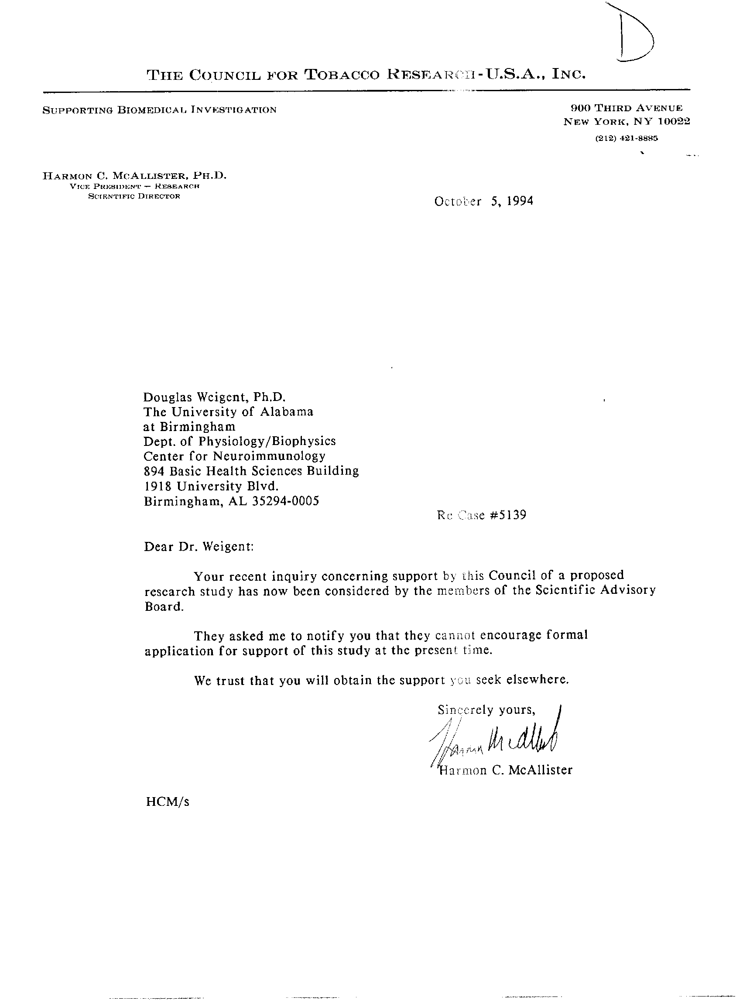 D
THE COUNCIL FOR TOBACCO RESEARCH-U.S.A., INC.
SUPPORTING BIOMEDICAL INVESTIGATION
900 THIRD AVENUE
NEW YORK, NY 10022
(212) 421-8885
HARMON C. MCALLISTER, PH.D.
VICE PRESIDENT — RESEARCH
SCIENTIFIC DIRECTOR
October 5, 1994
Douglas Weigent, Ph.D.
The University of Alabama
at Birmingham
Dept. of Physiology/Biophysics
Center for Neuroimmunology
894 Basic Health Sciences Building
1918 University Blvd.
Birmingham, AL 35294-0005
Re Case #5139
Dear Dr. Weigent:
Your recent inquiry concerning support by this Council of a proposed
research study has now been considered by the members of the Scientific Advisory
Board.
They asked me to notify you that they cannot encourage formal
application for support of this study at the present time.
We trust that you will obtain the support you seek elsewhere.
Sincerely yours,
Harmon McAllister
Harmon C. McAllister
HCM/s